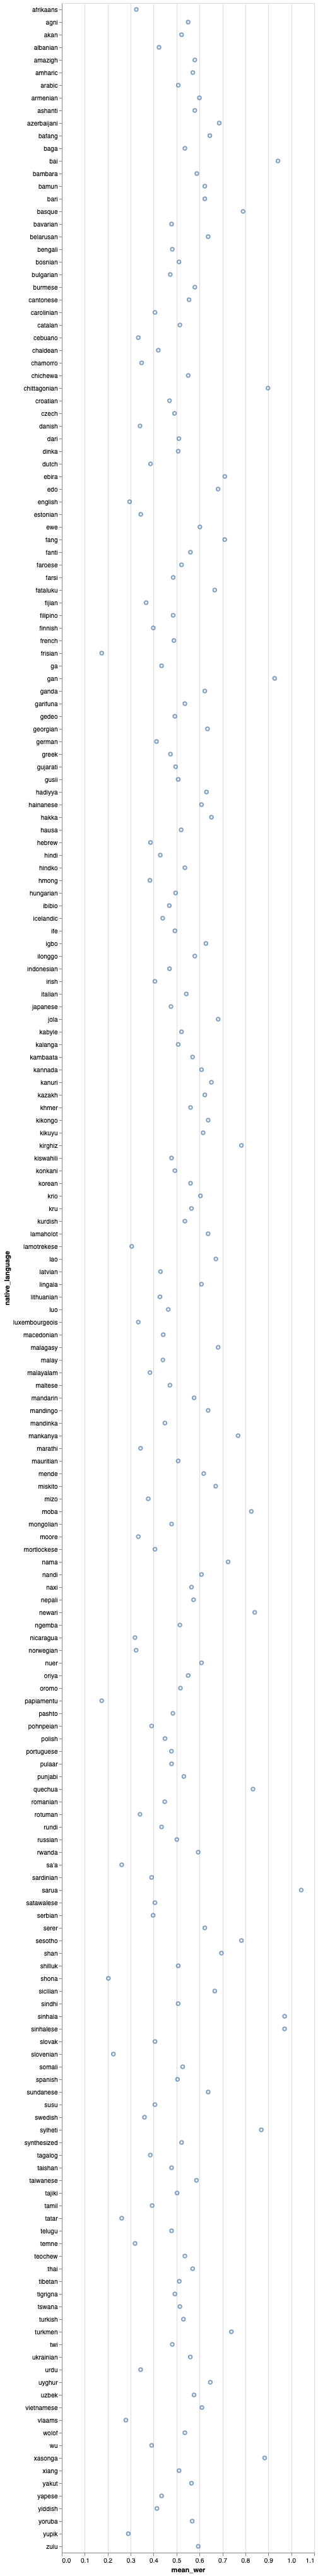 afrikaans
agni
akan
albanian
amazigh
amharic
arabic
armenian
ashanti
azerbaijani
bafang
baga
bai
bambara
bamun
bari
basque
bavarian
belarusan
bengali
bosnian
bulgarian
burmese
cantonese
carolinian
catalan
cebuano
chaldean
chamorro
chichewa
chittagonian
croatian
czech
danish
dari
dinka
dutch
ebira
edo
english
estonian
ewe
fang
fanti
faroese
farsi
fataluku
fijian
filipino
finnish
french
frisian
ga
gan
ganda
garifuna
gedeo
georgian
german
greek
gujarati
gusii
hadiyya
hainanese
hakka
hausa
hebrew
hindi
hindko
hmong
hungarian
ibibio
icelandic
ife
igbo
ilonggo
indonesian
irish
italian
japanese
jola
kabyle
kalanga
kambaata
kannada
kanuri
kazakh
khmer
kikongo
kikuyu
kirghiz
kiswahili
konkani
korean
krio
kru
kurdish
lamaholot
lamotrekese
lao
latvian
lingala
lithuanian
luo
luxembourgeois
macedonian
malagasy
malay
malayalam
maltese
mandarin
mandingo
mandinka
mankanya
marathi
mauritian
mende
miskito
mizo
moba
mongolian
moore
mortlockese
nama
nandi
naxi
nepali
newari
ngemba
nicaragua
norwegian
nuer
oriya
oromo
papiamentu
pashto
pohnpeian
polish
portuguese
pulaar
punjabi
quechua
romanian
rotuman
rundi
russian
rwanda
sa'a
sardinian
sarua
satawalese
serbian
serer
sesotho
shan
shilluk
shona
sicilian
sindhi
sinhala
sinhalese
slovak
slovenian
somali
spanish
sundanese
susu
swedish
sylheti
synthesized
tagalog
taishan
taiwanese
tajiki
tamil
tatar
telugu
temne
teochew
thai
tibetan
tigrigna
tswana
turkish
turkmen
twi
ukrainian
urdu
uyghur
uzbek
vietnamese
vlaams
wolof
wu
xasonga
xiang
yakut
yapese
yiddish
yoruba
yupik
zulu
native_language
0.0 0.1 0.2 0.3 0.4 0.5 0.6 0.7 0.8 0.9 1.0 1.1
mean_wer